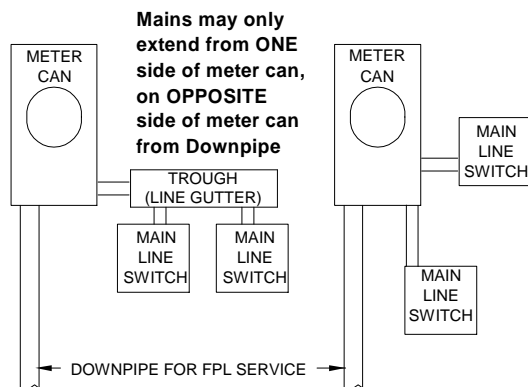 Mains may only
extend from ONE
side of meter can,
on OPPOSITE
side of meter can
from Downpipe
METER
CAN
TROUGH
(LINE GUTTER)
MAIN
LINE
SWITCH
MAIN
LINE
SWITCH
METER
CAN
MAIN
LINE
SWITCH
MAIN
LINE
SWITCH
DOWNPIPE FOR FPL SERVICE